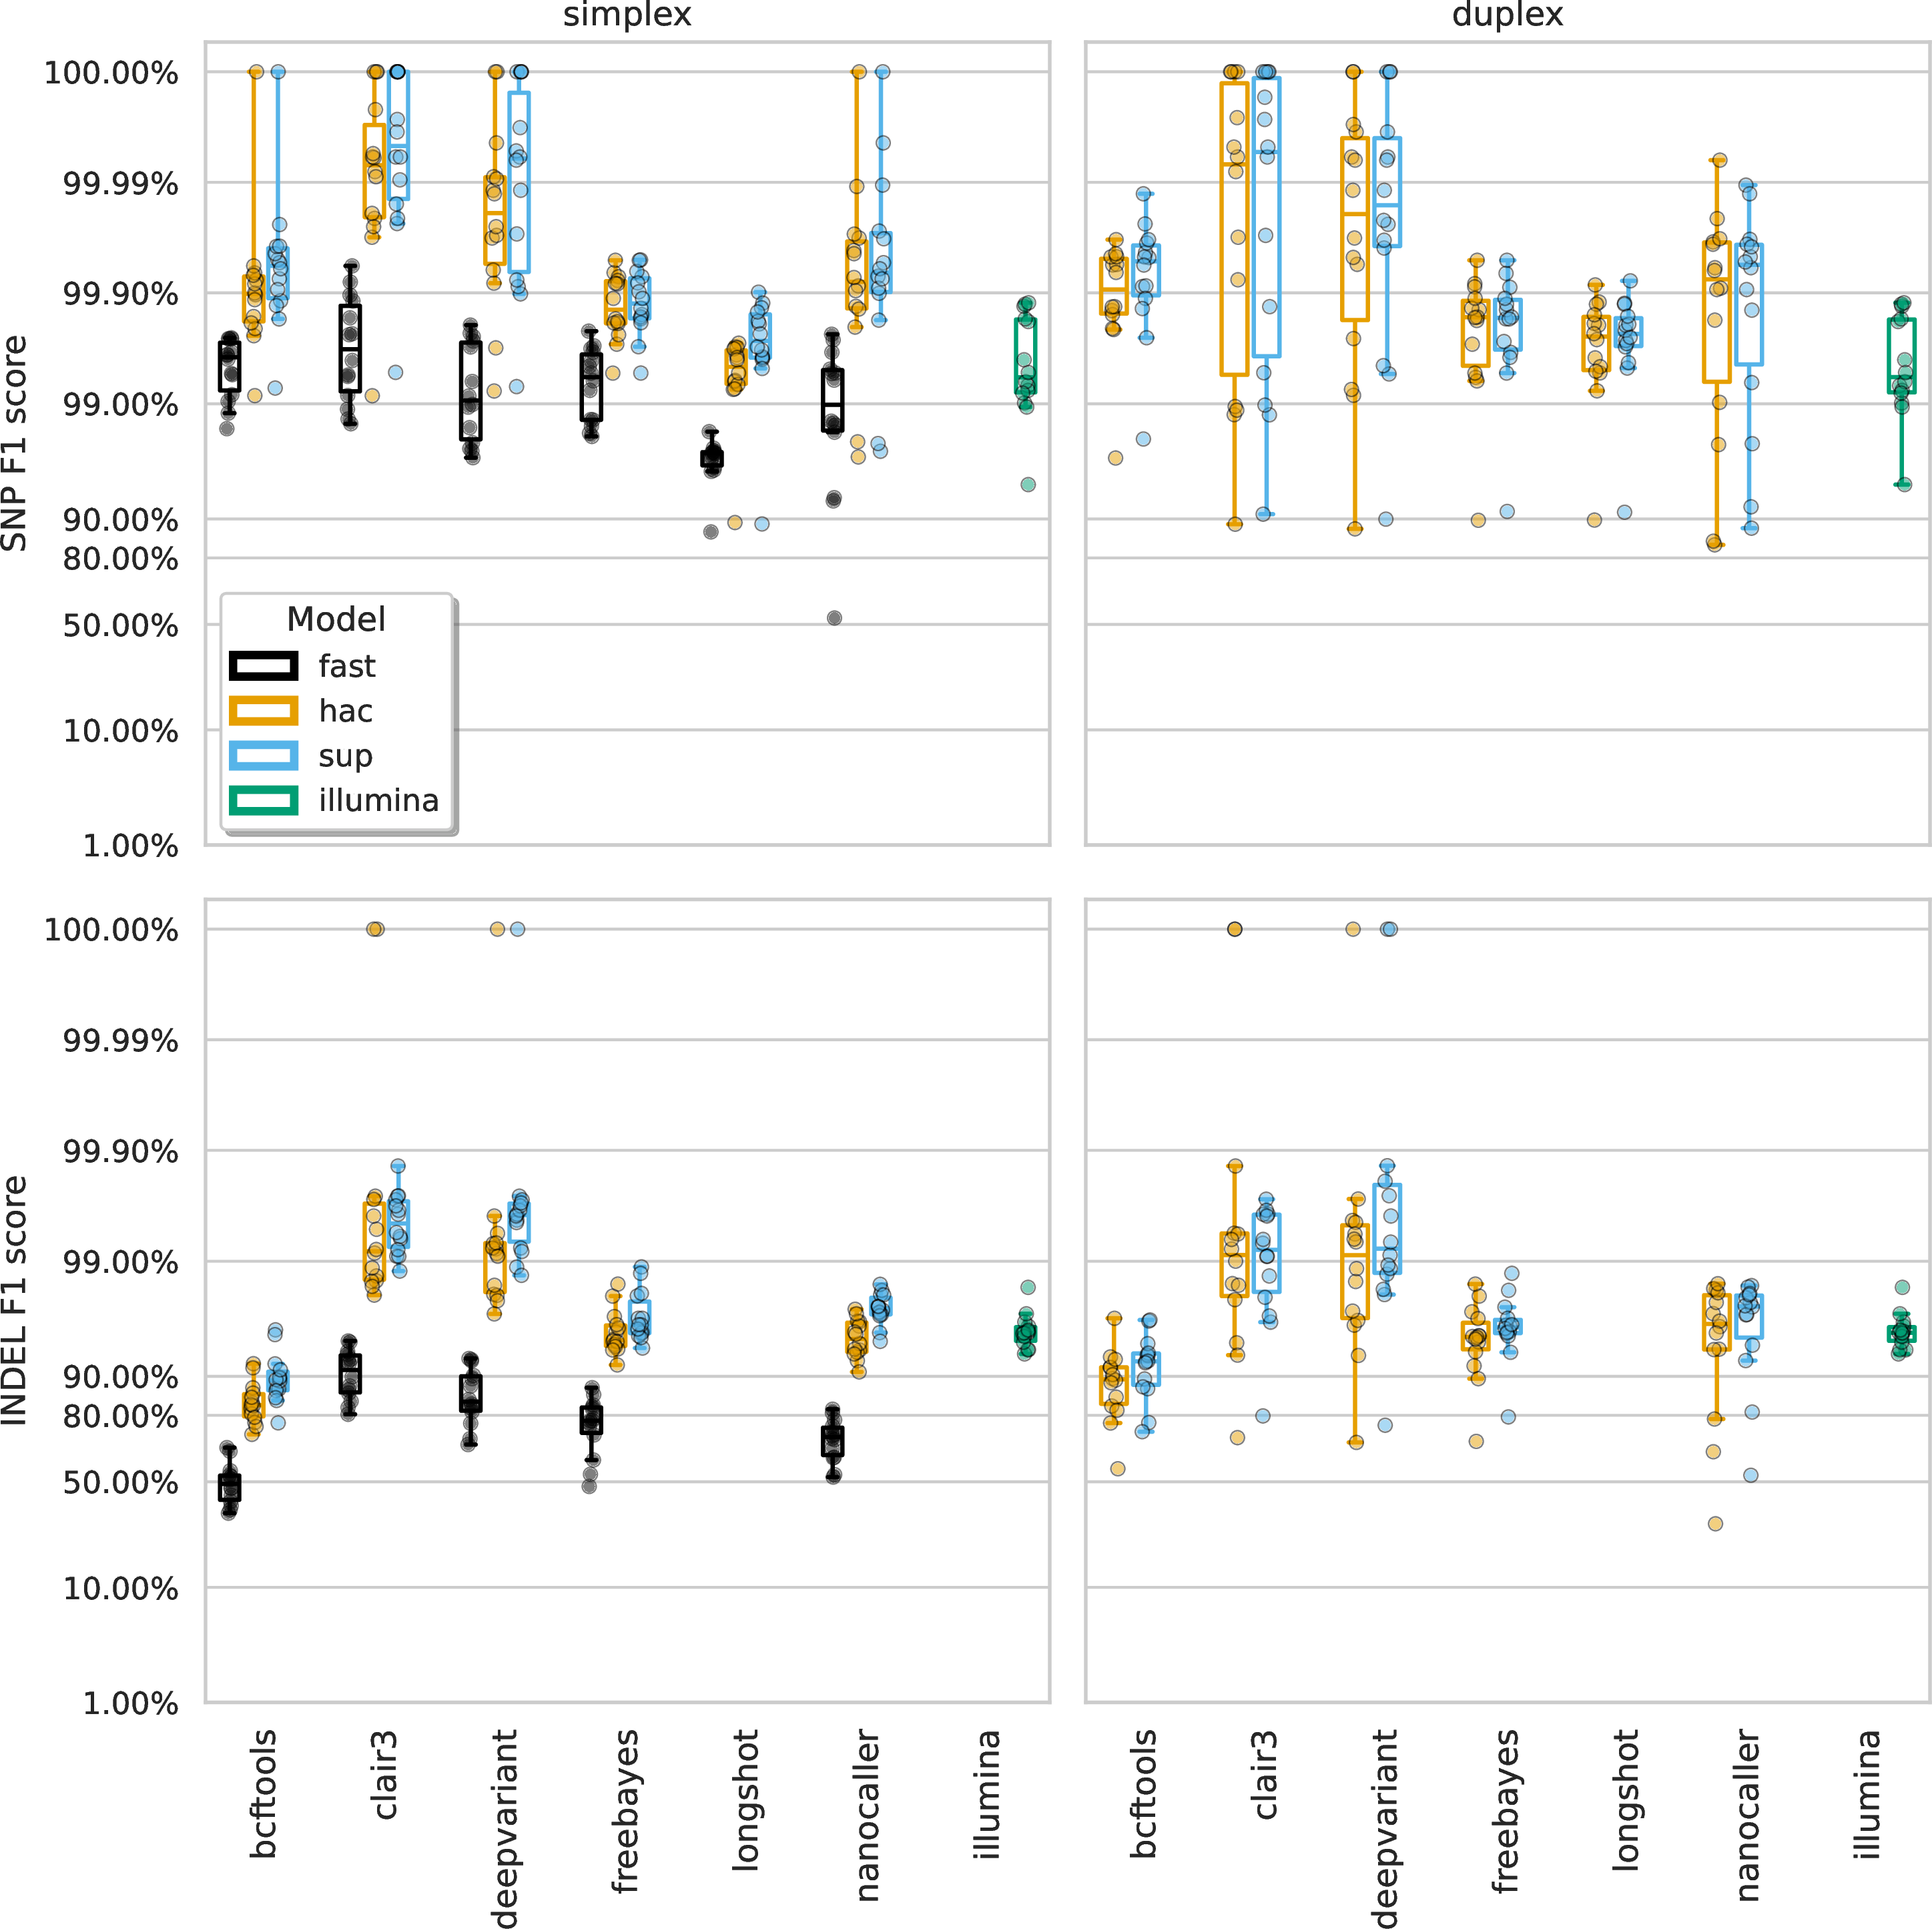 simplex
duplex
SNP F1 score
100.00%
99.99%
99.90%
99.00%
90.00%
80.00%
50.00%
10.00%
1.00%
Model
fast
hac
sup
illumina
INDEL F1 score
100.00%
99.99%
99.90%
99.00%
90.00%
80.00%
50.00%
10.00%
1.00%
bcftools
clair3
deepvariant
freebayes
longshot
nanocaller
illumina
bcftools
clair3
deepvariant
freebayes
longshot
nanocaller
illumina